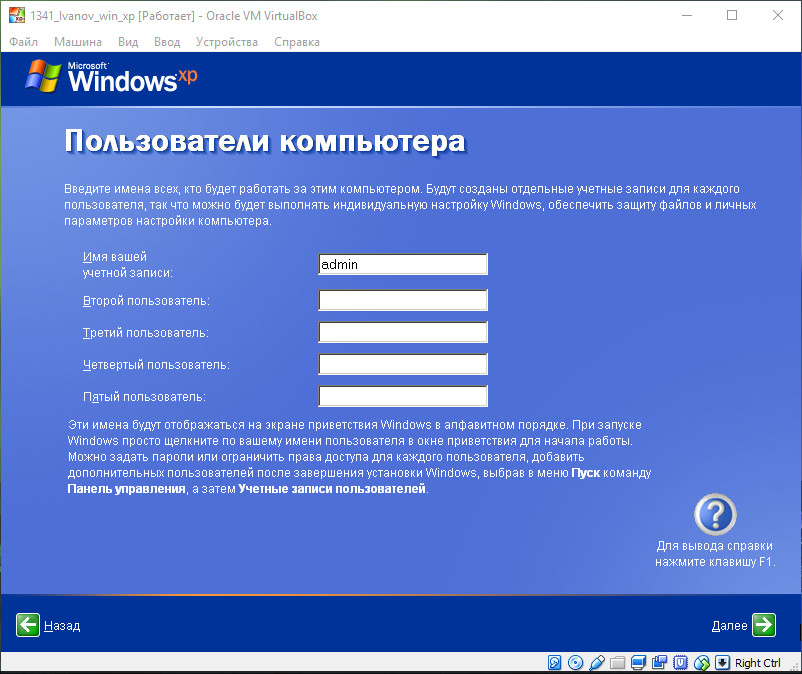 1341_Ivanov_win_xp [Работает] - Oracle VM VirtualBox
Файл Машина Вид Ввод Устройства Справка
Microsoft
Windows xp
Пользователи компьютера
Введите имена всех, кто будет работать за этим компьютером. Будут созданы отдельные учетные записи для каждого
пользователя, так что можно будет выполнять индивидуальную настройку Windows, обеспечить защиту файлов и личных
параметров настройки компьютера.
Имя вашей
учетной записи:
admin
Второй пользователь:
Третий пользователь:
Четвертый пользователь:
Пятый пользователь:
Эти имена будут отображаться на экране приветствия Windows в алфавитном порядке. При запуске
Windows просто щелкните по вашему имени пользователя в окне приветствия для начала работы.
Можно задать пароли или ограничить права доступа для каждого пользователя, добавить
дополнительных пользователей после завершения установки Windows, выбрав в меню Пуск команду
Панель управления, а затем Учетные записи пользователей.
Для вывода справки
нажмите клавишу F1.
Назад
Далее
Right Ctrl